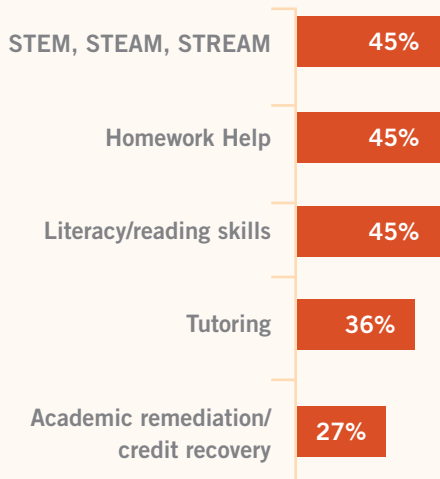 STEM, STEAM, STREAM 45%
Homework Help 45%
Literacy/reading skills 45%
Tutoring 36%
Academic remediation/
credit recovery 27%